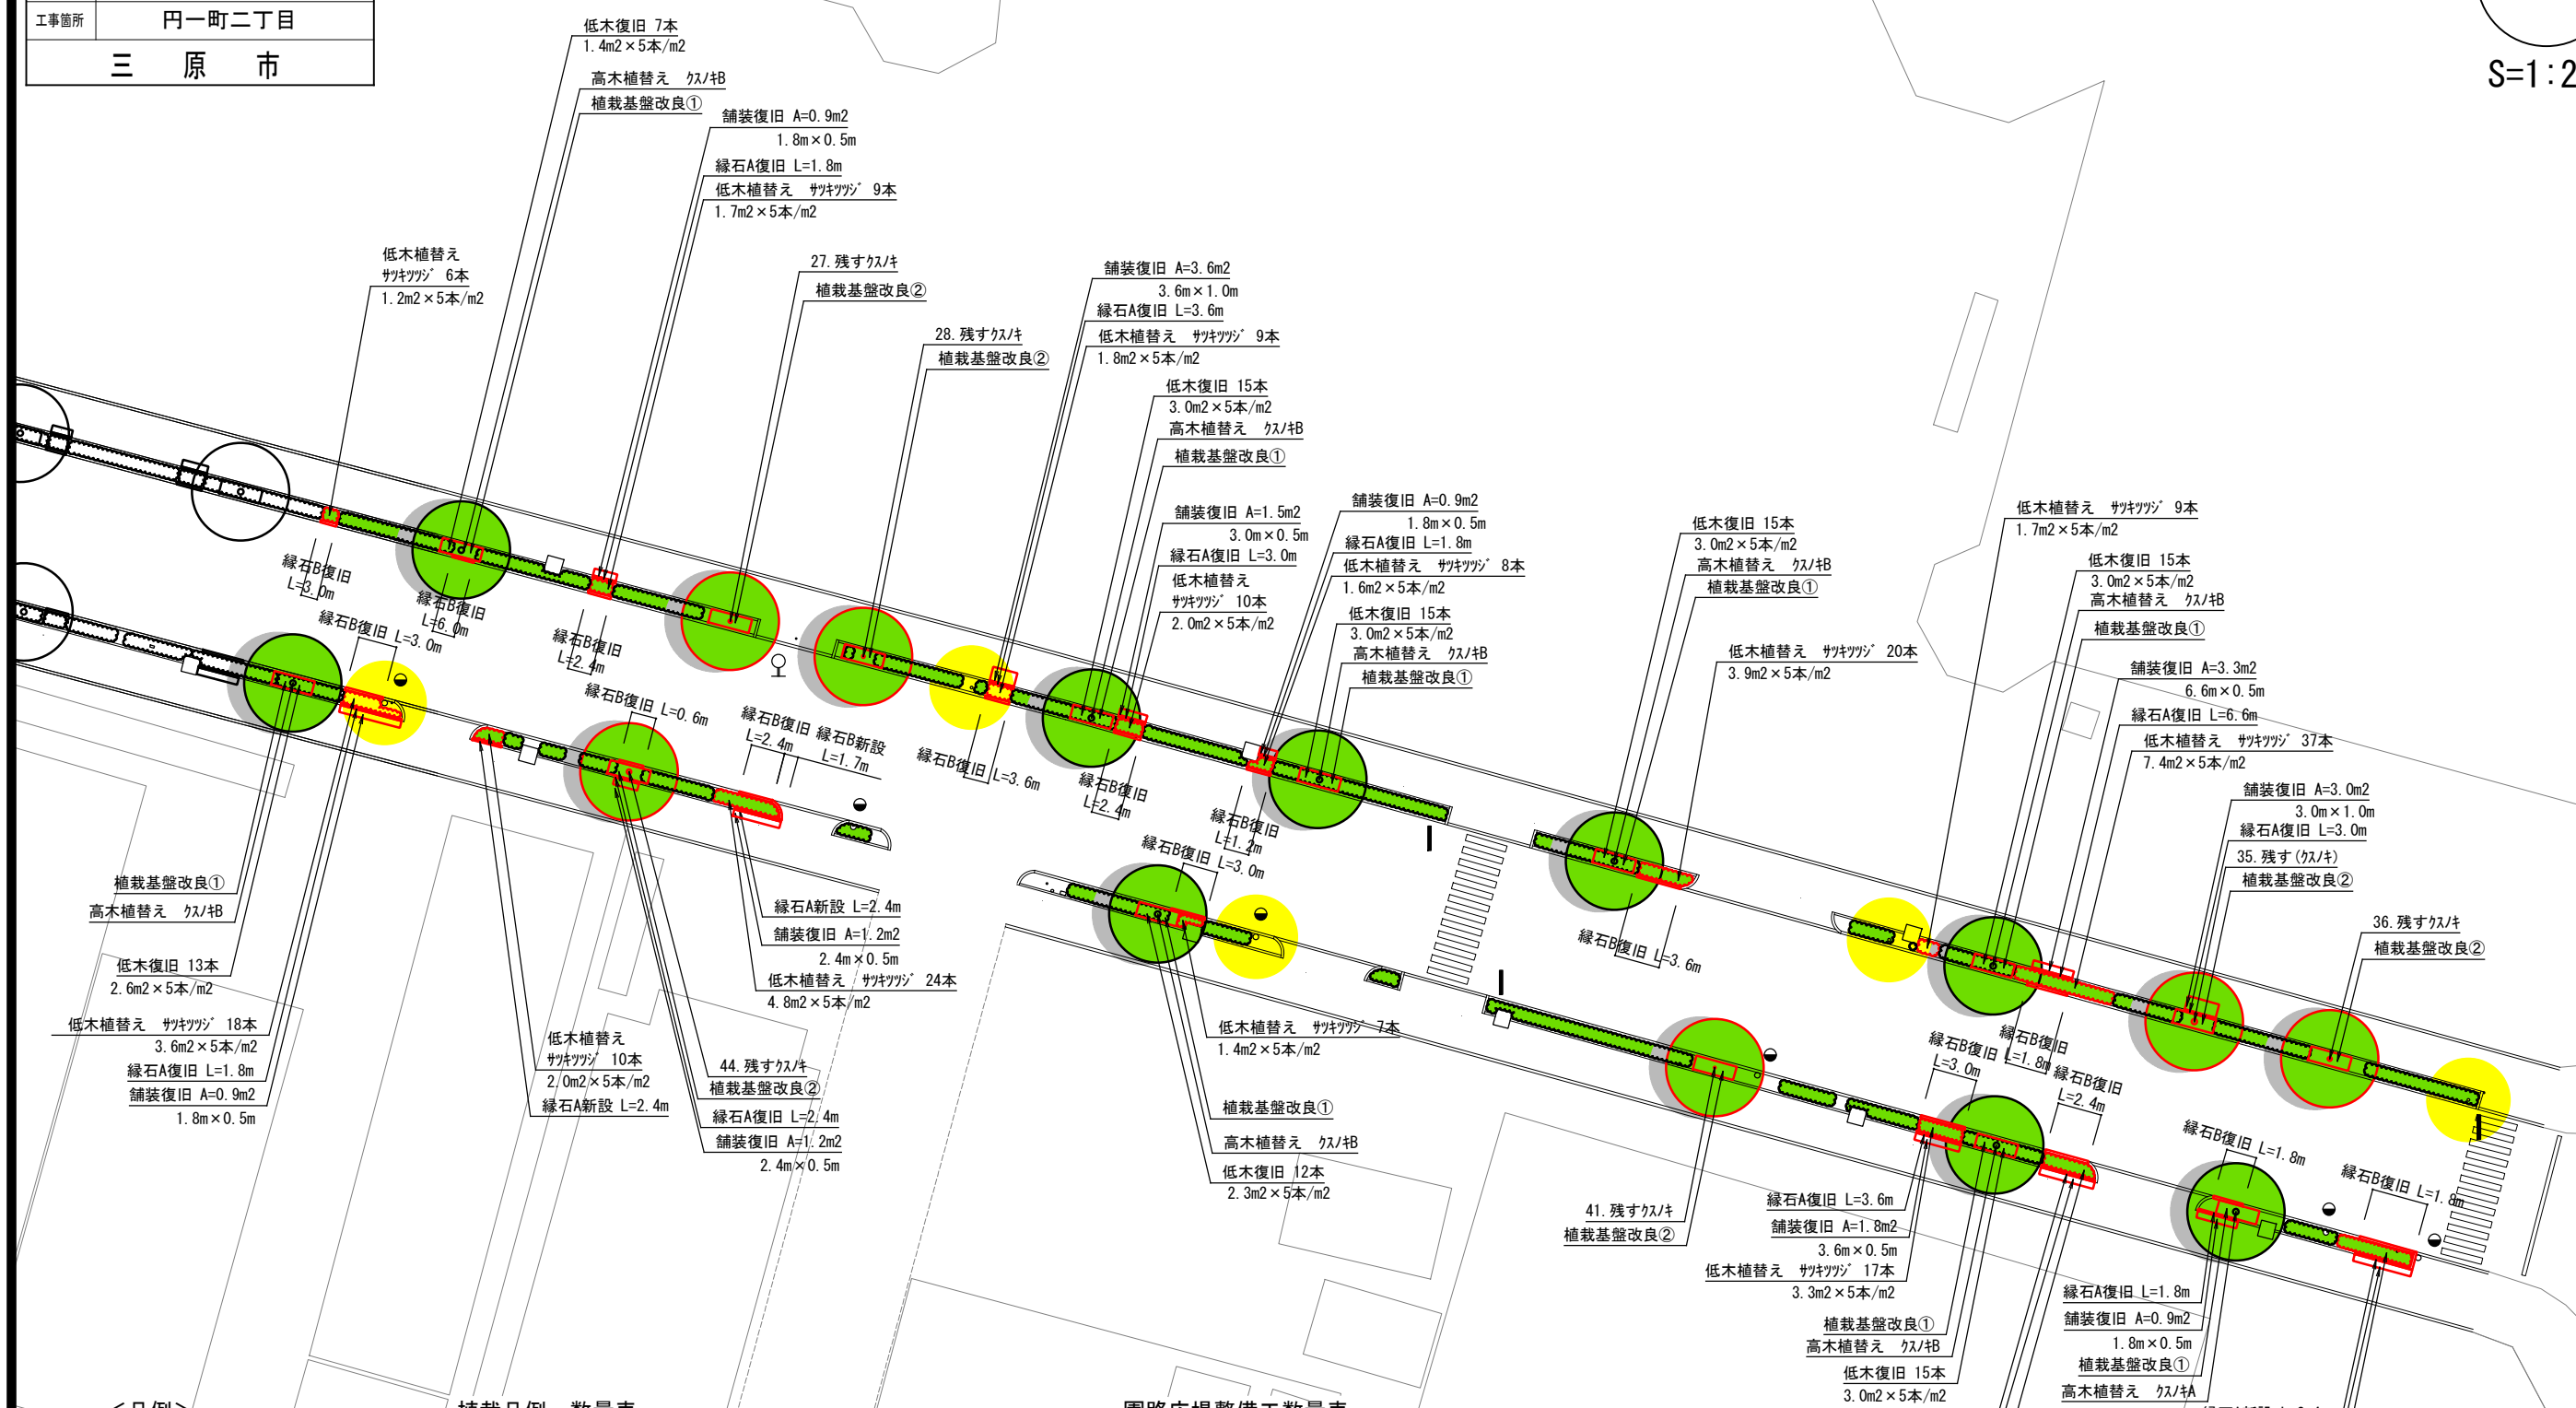 工事箇所 円一町二丁目
三原市
S=1:2
低木復旧 7本
1.4m2×5本/m2
高木植替え クスノキB
植栽基盤改良①
舗装復旧 A=0.9m2
1.8m×0.5m
縁石A復旧 L=1.8m
低木植替え サツキツツジ 9本
1.7m2×5本/m2
低木植替え
サツキツツジ 6本
1.2m2×5本/m2
27.残すクスノキ
植栽基盤改良②
28.残すクスノキ
植栽基盤改良②
舗装復旧 A=3.6m2
3.6m×1.0m
縁石A復旧 L=3.6m
低木植替え サツキツツジ 9本
1.8m2×5本/m2
低木復旧 15本
3.0m2×5本/m2
高木植替え クスノキB
植栽基盤改良①
舗装復旧 A=1.5m2
3.0m×0.5m
縁石A復旧 L=3.0m
低木植替え
サツキツツジ 10本
2.0m2×5本/m2
舗装復旧 A=0.9m2
1.8m×0.5m
縁石A復旧 L=1.8m
低木植替え サツキツツジ 8本
1.6m2×5本/m2
低木復旧 15本
3.0m2×5本/m2
高木植替え クスノキB
植栽基盤改良①
低木復旧 15本
3.0m2×5本/m2
高木植替え クスノキB
植栽基盤改良①
低木植替え サツキツツジ 20本
3.9m2×5本/m2
低木植替え サツキツツジ 9本
1.7m2×5本/m2
低木復旧 15本
3.0m2×5本/m2
高木植替え クスノキB
植栽基盤改良①
舗装復旧 A=3.3m2
6.6m×0.5m
縁石A復旧 L=6.6m
低木植替え サツキツツジ 37本
7.4m2×5本/m2
舗装復旧 A=3.0m2
3.0m×1.0m
縁石A復旧 L=3.0m
35.残す(クスノキ)
植栽基盤改良②
36.残すクスノキ
植栽基盤改良②
縁石B復旧
L=3.0m
縁石B復旧 L=3.0m
縁石B復旧
L=6.0m
縁石B復旧
L=2.4m
縁石B復旧 L=0.6m
縁石B復旧
L=2.4m
縁石B新設
L=1.7m
縁石B復旧 L=3.6m
縁石B復旧
L=2.4m
縁石B復旧
L=1.2m
縁石B復旧 L=3.0m
縁石B復旧 L=3.6m
縁石B復旧
L=1.8m
縁石B復旧
L=3.0m
縁石B復旧
L=2.4m
縁石B復旧 L=1.8m
縁石B復旧 L=1.8m
植栽基盤改良①
高木植替え クスノキB
低木復旧 13本
2.6m2×5本/m2
低木植替え サツキツツジ 18本
3.6m2×5本/m2
縁石A復旧 L=1.8m
舗装復旧 A=0.9m2
1.8m×0.5m
低木植替え
サツキツツジ 10本
2.0m2×5本/m2
縁石A新設 L=2.4m
縁石A新設 L=2.4m
舗装復旧 A=1.2m2
2.4m×0.5m
低木植替え サツキツツジ 24本
4.8m2×5本/m2
44.残すクスノキ
植栽基盤改良②
縁石A復旧 L=2.4m
舗装復旧 A=1.2m2
2.4m×0.5m
低木植替え サツキツツジ 7本
1.4m2×5本/m2
植栽基盤改良①
高木植替え クスノキB
低木復旧 12本
2.3m2×5本/m2
41.残すクスノキ
植栽基盤改良②
縁石A復旧 L=3.6m
舗装復旧 A=1.8m2
3.6m×0.5m
低木植替え サツキツツジ 17本
3.3m2×5本/m2
植栽基盤改良①
高木植替え クスノキB
低木復旧 15本
3.0m2×5本/m2
縁石A復旧 L=1.8m
舗装復旧 A=0.9m2
1.8m×0.5m
植栽基盤改良①
高木植替え クスノキA